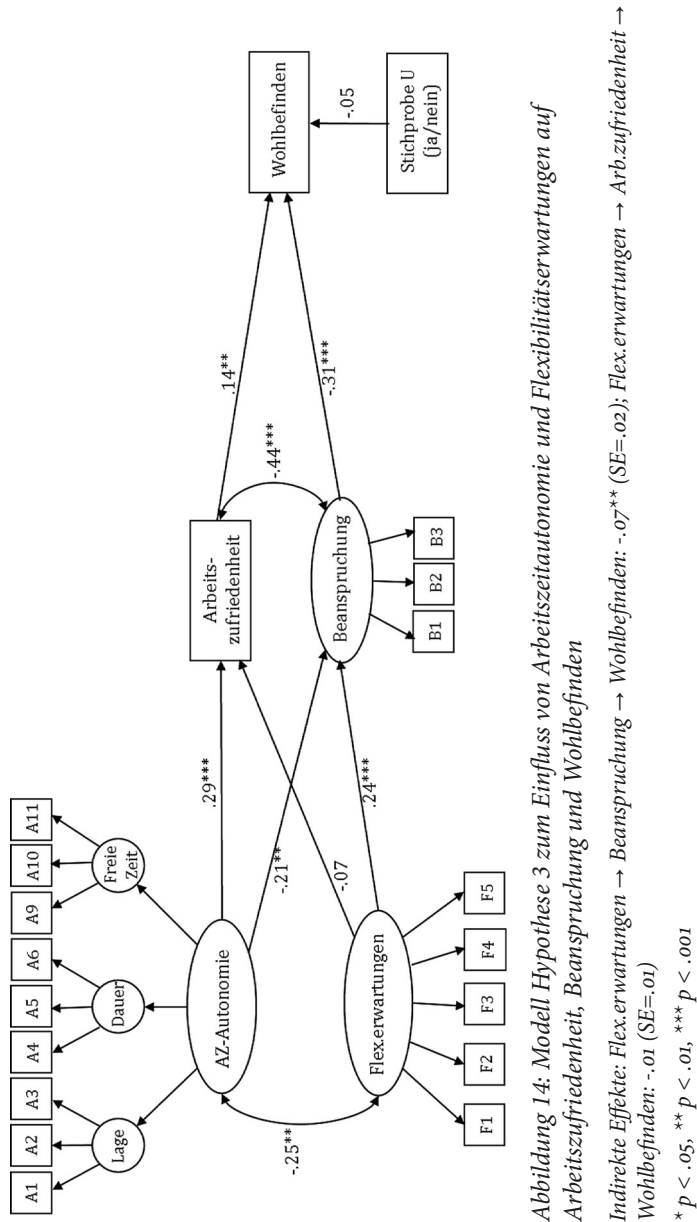 A1 A2 A3 A4 A5 A6 A9 A10 A11
Lage Dauer Freie
Zeit
AZ-Autonomie
-.25**
Flex.erwartungen
F1 F2 F3 F4 F5
.29***
-.21**
-.07
.24***
Arbeits-
zufriedenheit
-.44***
Beanspruchung
B1 B2 B3
.14**
-.31***
Wohlbefinden
-.05
Stichprobe U
(ja/nein)
Abbildung 14: Modell Hypothese 3 zum Einfluss von Arbeitszeitautonomie und Flexibilitätserwartungen auf
Arbeitszufriedenheit, Beanspruchung und Wohlbefinden
Indirekte Effekte: Flex.erwartungen → Beanspruchung → Wohlbefinden: -.07** (SE=.02); Flex.erwartungen → Arb.zufriedenheit →
Wohlbefinden: -.01 (SE=.01)
* p < .05, ** p < .01, *** p < .001